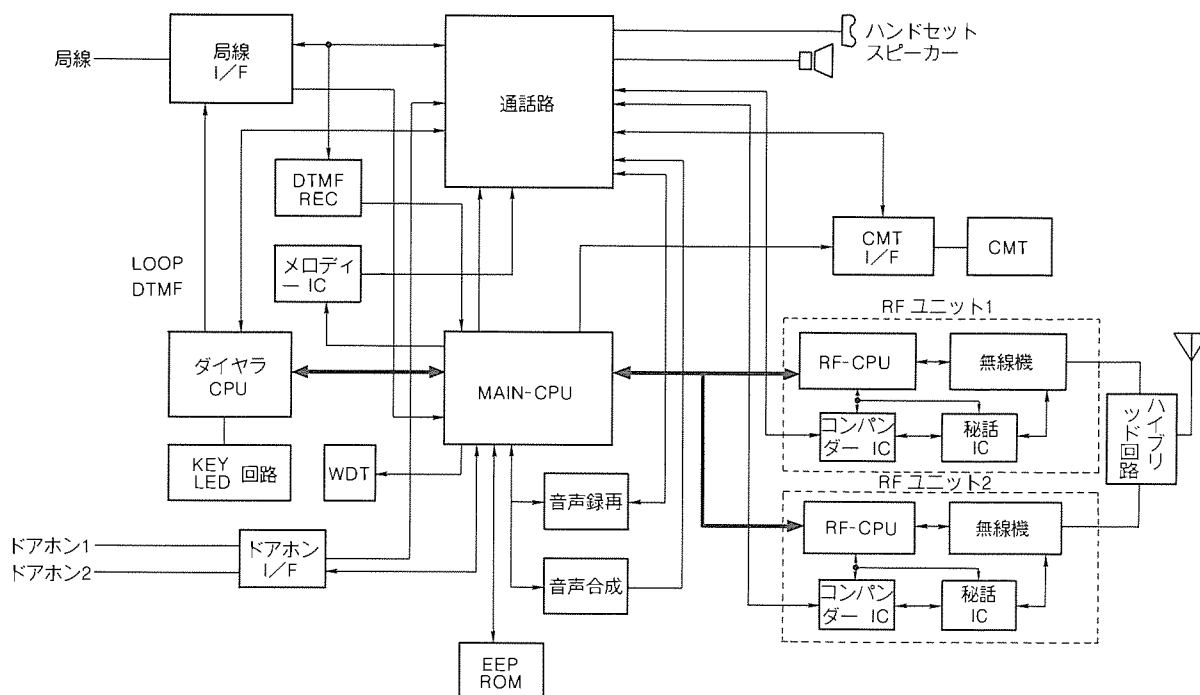 局線
局線
I/F
通話路
ハンドセット
スピーカー
DTMF
REC
メロディ
ー IC
LOOP
DTMF
CMT
I/F
CMT
ダイヤラ
CPU
MAIN-CPU
KEY
LED 回路
WDT
音声録再
音声合成
ドアホン1
ドアホン2
ドアホン
I/F
EEP
ROM
RF ユニット1
RF-CPU
無線機
コンパン
ダー IC
秘話
IC
ハイブリ
ッド回路
RF ユニット2
RF-CPU
無線機
コンパン
ダー IC
秘話
IC